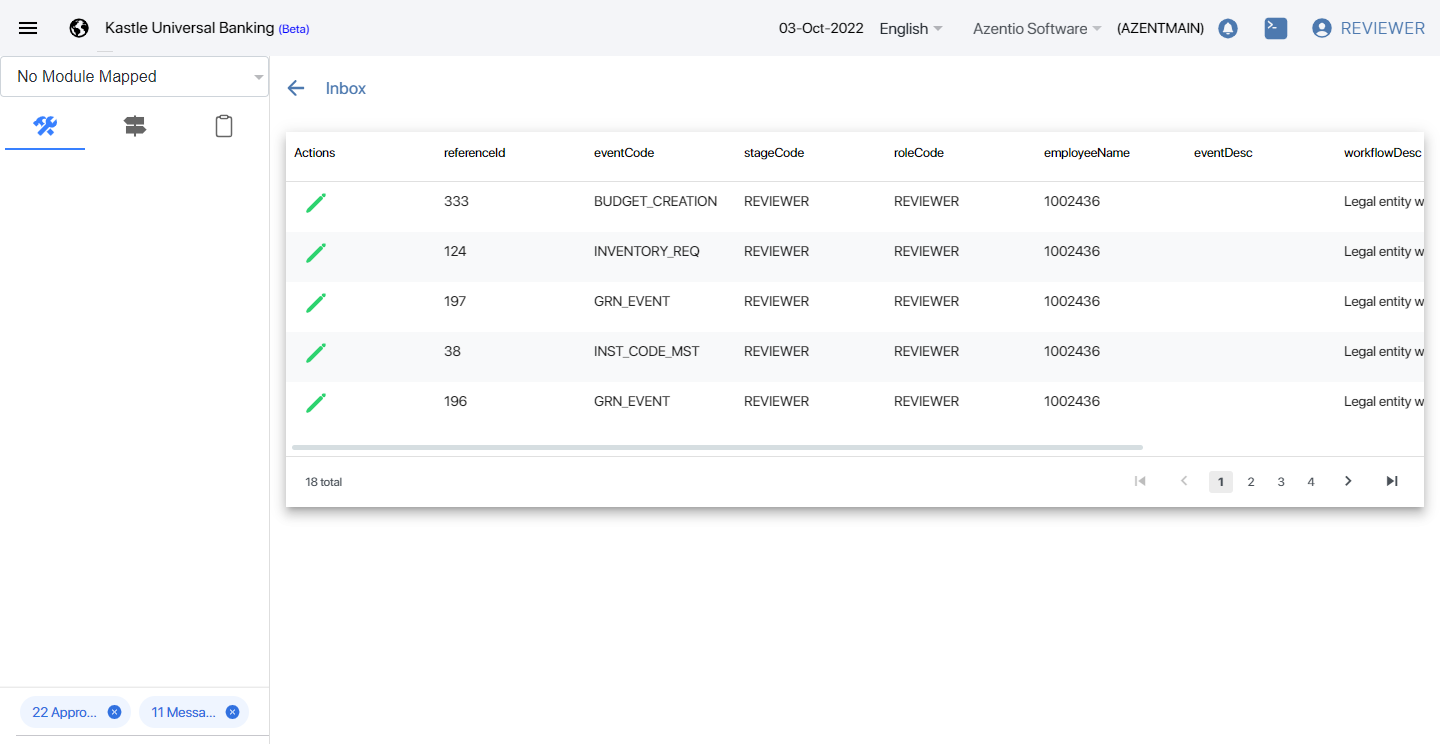 Kastle Universal Banking (Beta) 03-Oct-2022 English Azentio Software (AZENTMAIN) REVIEWER
No Module Mapped
Inbox
Actions referenceId eventCode stageCode roleCode employeeName eventDesc workflowDesc
333 BUDGET_CREATION REVIEWER REVIEWER 1002436 Legal entity w
124 INVENTORY_REQ REVIEWER REVIEWER 1002436 Legal entity w
197 GRN_EVENT REVIEWER REVIEWER 1002436 Legal entity w
38 INST_CODE_MST REVIEWER REVIEWER 1002436 Legal entity w
196 GRN_EVENT REVIEWER REVIEWER 1002436 Legal entity w
18 total 1 2 3 4
22 Appro... 11 Messa...